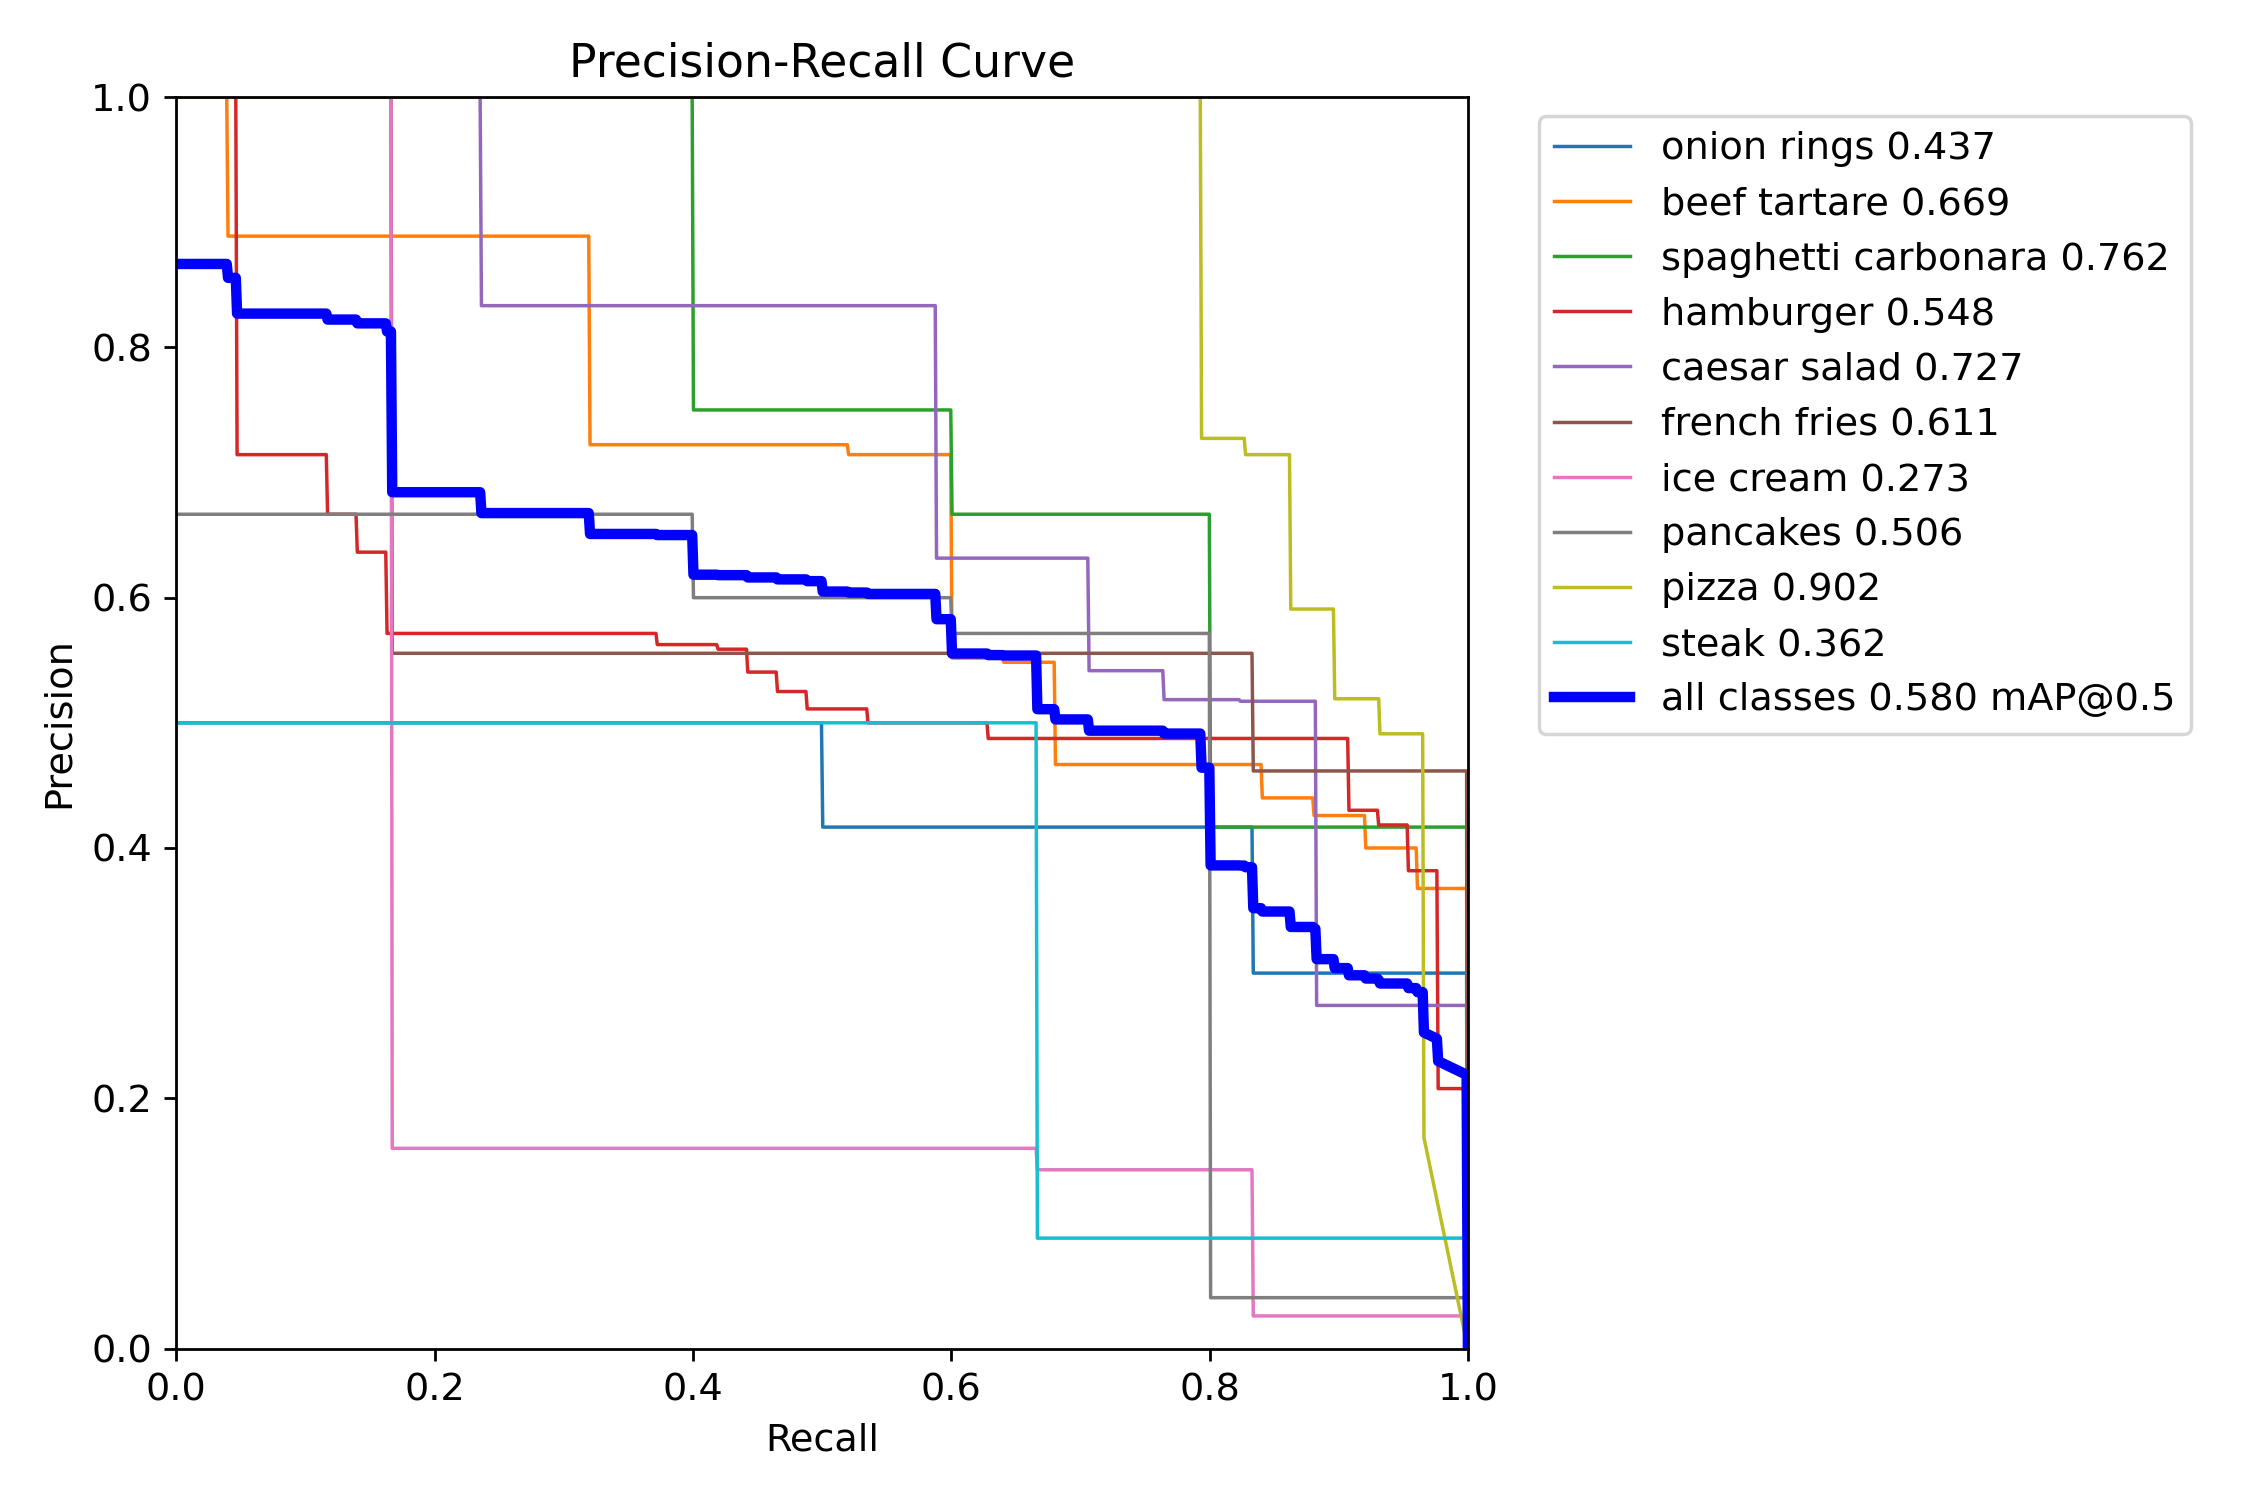 Precision-Recall Curve
1.0
0.8
0.6
0.4
0.2
0.0
Precision
0.0 0.2 0.4 0.6 0.8 1.0
Recall
onion rings 0.437
beef tartare 0.669
spaghetti carbonara 0.762
hamburger 0.548
caesar salad 0.727
french fries 0.611
ice cream 0.273
pancakes 0.506
pizza 0.902
steak 0.362
all classes 0.580 mAP@0.5